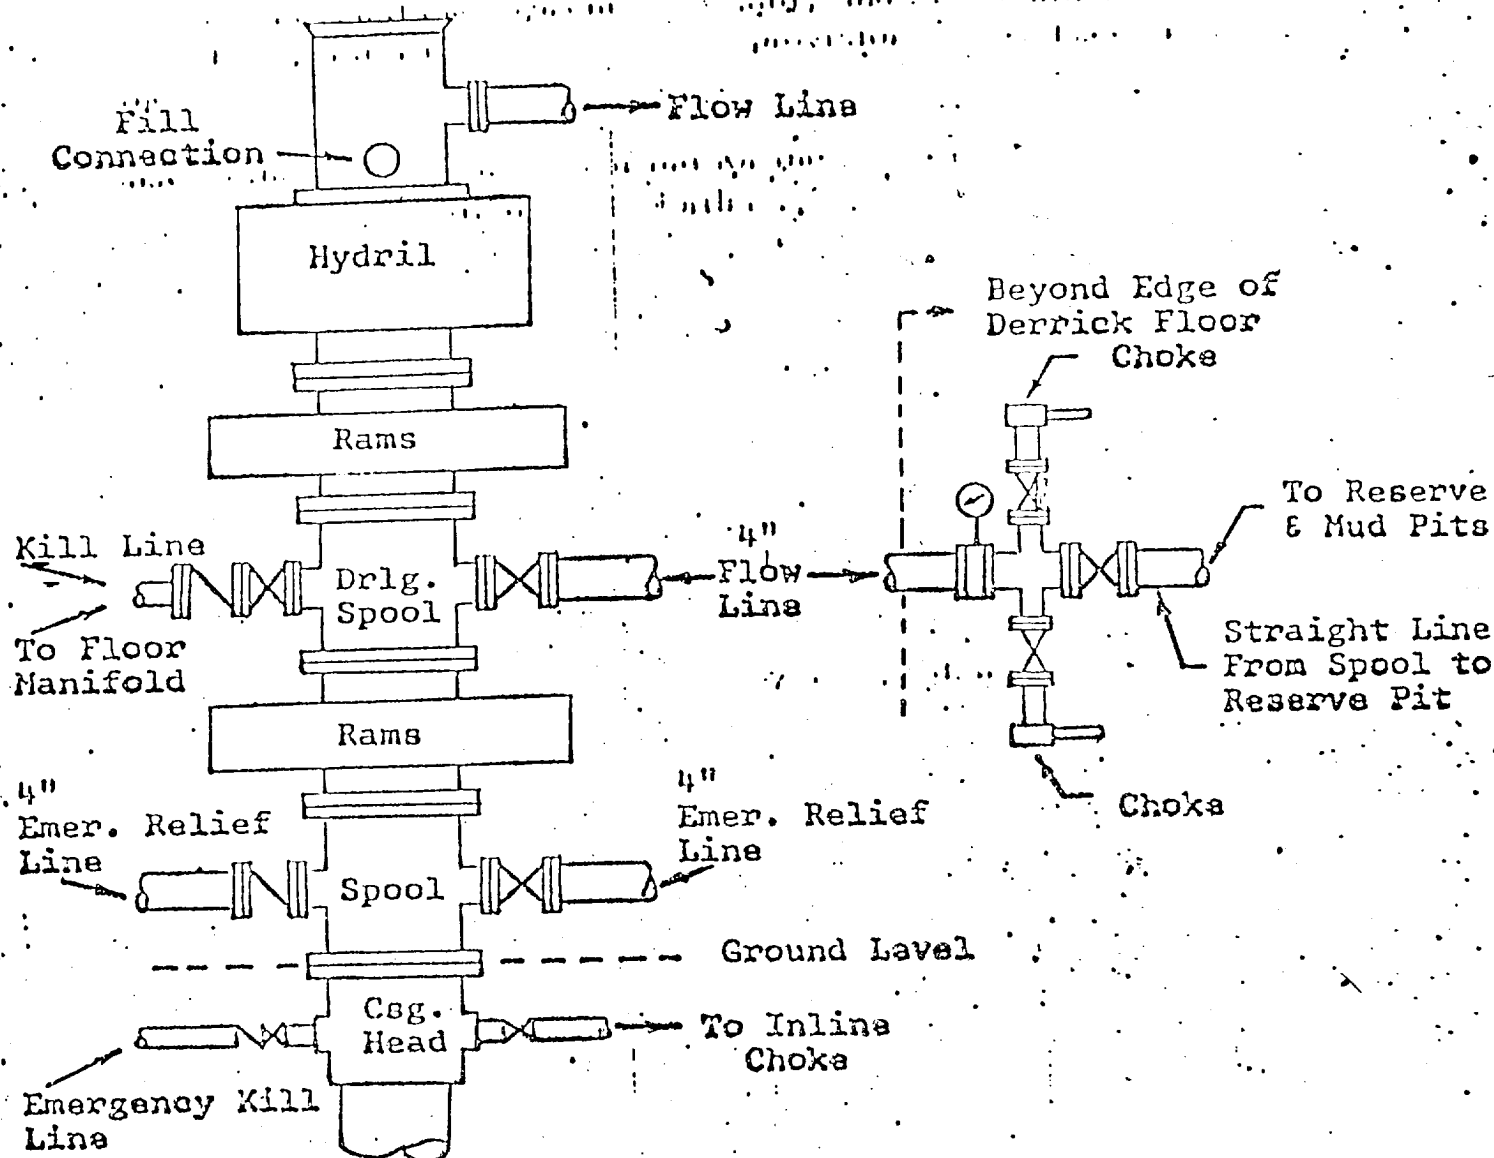 Flow Line
Fill
Connection
Hydril
Beyond Edge of
Derrick Floor
Choke
Rams
To Reserve
& Mud Pits
Kill Line
4"
Flow
Line
Drlg.
Spool
To Floor
Manifold
Straight Line
From Spool to
Reserve Pit
Rams
4"
Emer. Relief
Line
4"
Emer. Relief
Line
Choke
Spool
Ground Level
Csg.
Head
To Inline
Choke
Emergency Kill
Line